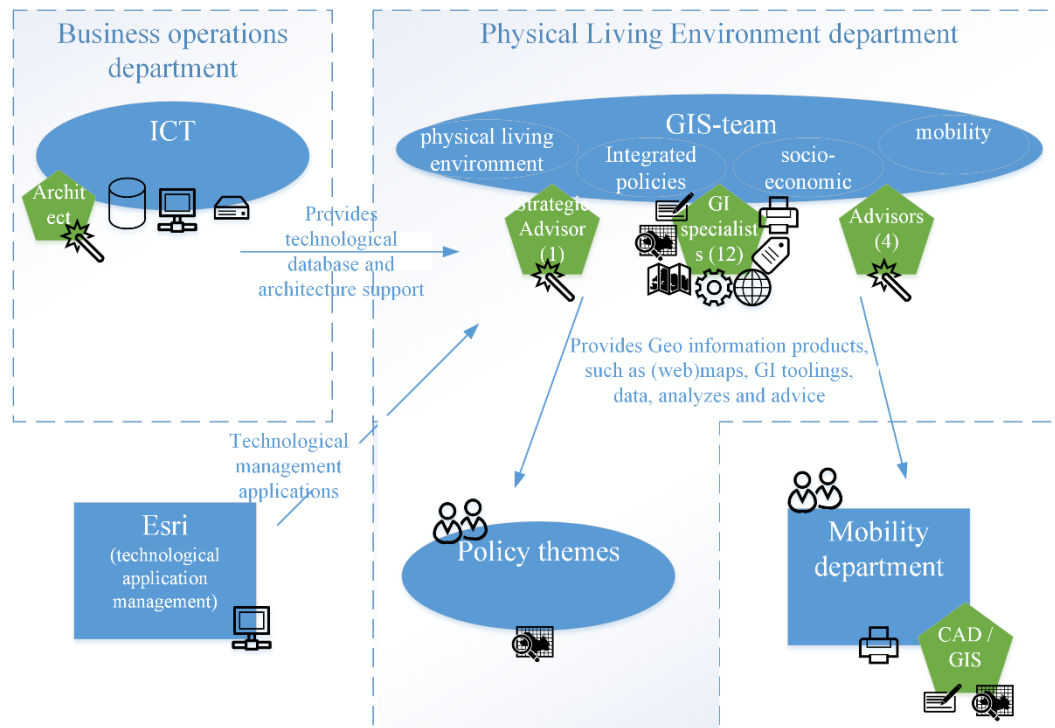 Business operations
department
ICT
Archit
ect
Provides
technological
database and
architecture support
Physical Living Environment department
GIS-team
physical living
environment
Integrated
policies
socio-
economic
mobility
Strategic
Advisor
(1)
GI
specialist
s (12)
Advisors
(4)
Provides Geo information products,
such as (web)maps, GI toolings,
data, analyzes and advice
Technological
management
applications
Esri
(technological
application
management)
Policy themes
Mobility
department
CAD /
GIS